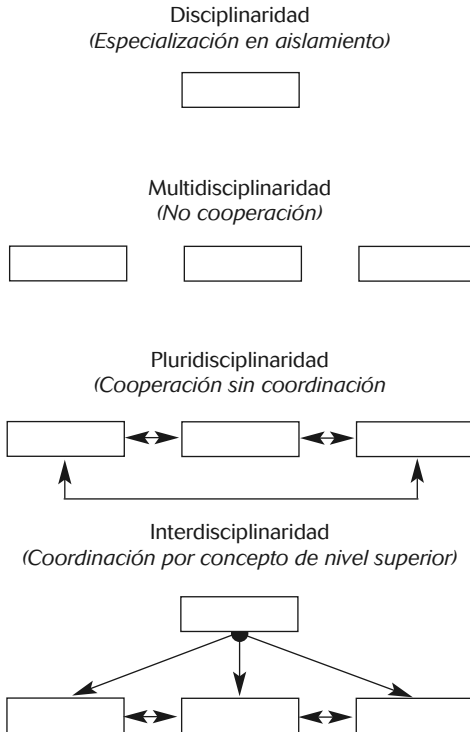 Disciplinaridad
(Especialización en aislamiento)
Multidisciplinaridad
(No cooperación)
Pluridisciplinaridad
(Cooperación sin coordinación
Interdisciplinaridad
(Coordinación por concepto de nivel superior)